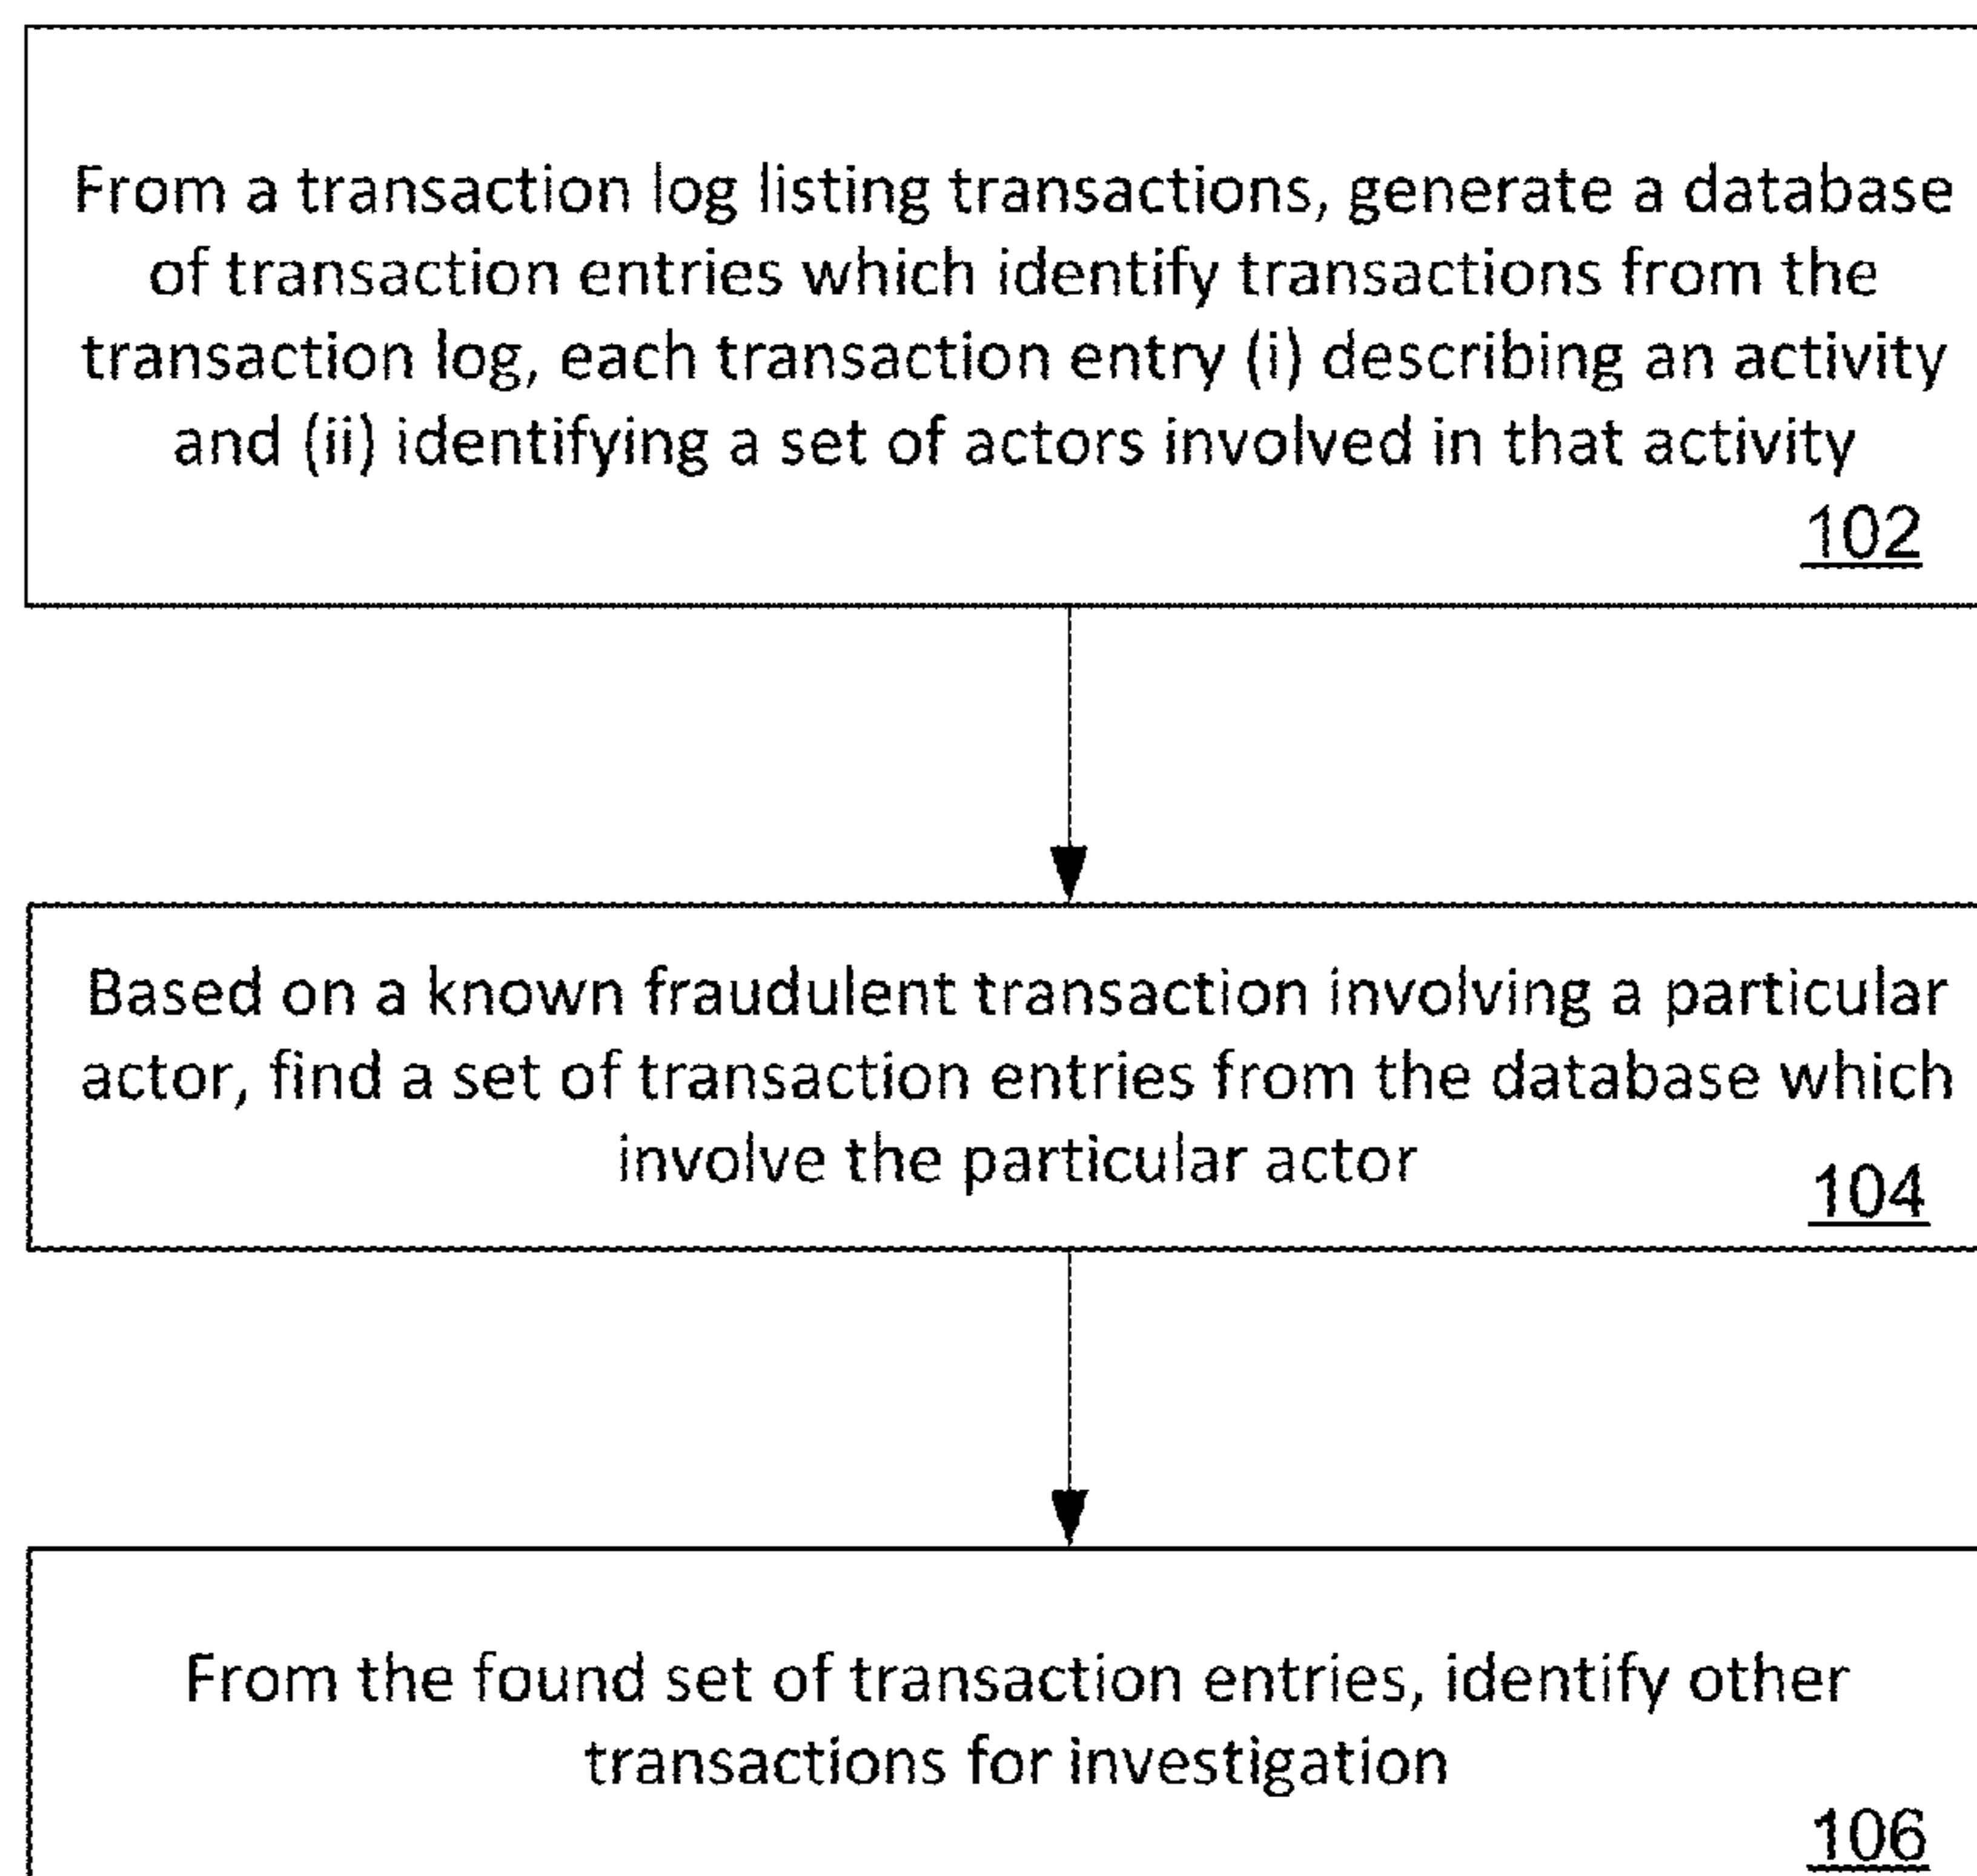 From a transaction log listing transactions, generate a database
of transaction entries which identify transactions from the
transaction log, each transaction entry (i) describing an activity
and (ii) identifying a set of actors involved in that activity
102
Based on a known fraudulent transaction involving a particular
actor, find a set of transaction entries from the database which
involve the particular actor
104
From the found set of transaction entries, identify other
transactions for investigation
106